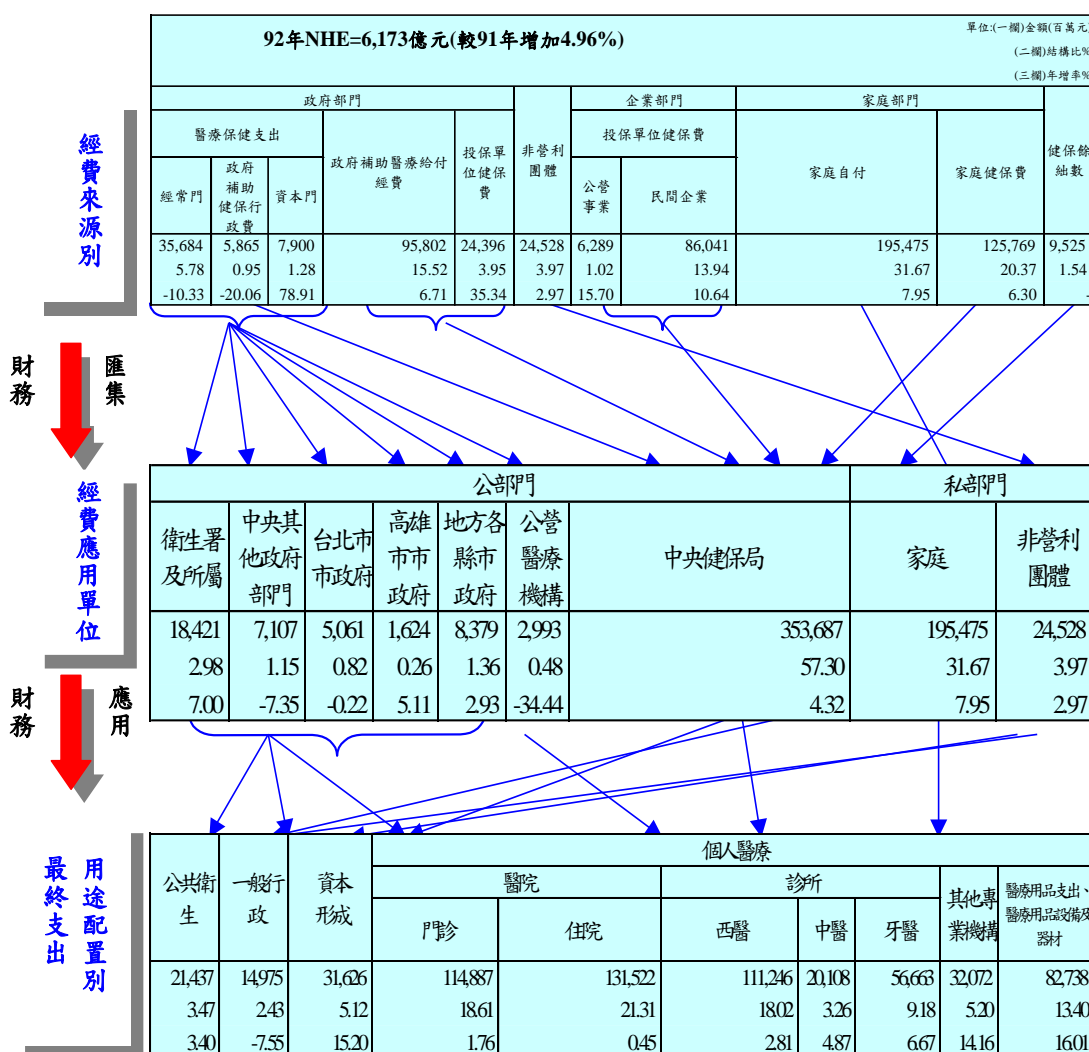 92年NHE=6,173億元(較91年增加4.96%)
單位:(一欄)金額(百萬元
(二欄)結構比%
(三欄)年增率%
經費來源別
政府部門 非營利團體 企業部門 家庭部門 健保餘絀數
醫療保健支出 政府補助醫療給付經費 投保單位健保費 投保單位健保費 家庭自付 家庭健保費
經常門 政府補助健保行政費 資本門 公營事業 民間企業
35,684 5,865 7,900 95,802 24,396 24,528 6,289 86,041 195,475 125,769 9,525
5.78 0.95 1.28 15.52 3.95 3.97 1.02 13.94 31.67 20.37 1.54
-10.33 -20.06 78.91 6.71 35.34 2.97 15.70 10.64 7.95 6.30 -
財務 匯集
經費應用單位
公部門 私部門
衛生署及所屬 中央其他政府部門 台北市市政府 高雄市市政府 地方各縣市政府 公營醫療機構 中央健保局 家庭 非營利團體
18,421 7,107 5,061 1,624 8,379 2,993 353,687 195,475 24,528
2.98 1.15 0.82 0.26 1.36 0.48 57.30 31.67 3.97
7.00 -7.35 -0.22 5.11 2.93 -34.44 4.32 7.95 2.97
財務 應用
最終支出 用途配置別
公共衛生 一般行政 資本形成 個人醫療
醫院 診所 其他專業機構 醫療用品支出、醫療用品設備及器材
門診 住院 西醫 中醫 牙醫
21,437 14,975 31,626 114,887 131,522 111,246 20,108 56,663 32,072 82,738
3.47 2.43 5.12 18.61 21.31 18.02 3.26 9.18 5.20 13.40
3.40 -7.55 15.20 1.76 0.45 2.81 4.87 6.67 14.16 16.01